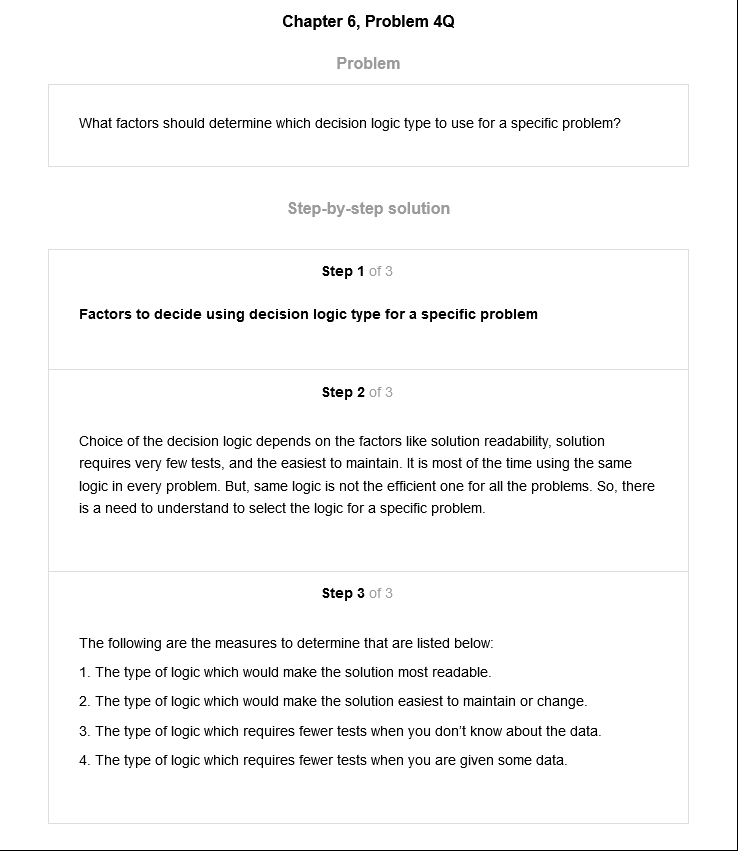 Chapter 6, Problem 4Q
Problem
What factors should determine which decision logic type to use for a specific problem?
Step-by-step solution
Step 1 of 3
Factors to decide using decision logic type for a specific problem
Step 2 of 3
Choice of the decision logic depends on the factors like solution readability, solution
requires very few tests, and the easiest to maintain. It is most of the time using the same
logic in every problem. But, same logic is not the efficient one for all the problems. So, there
is a need to understand to select the logic for a specific problem.
Step 3 of 3
The following are the measures to determine that are listed below:
1. The type of logic which would make the solution most readable.
2. The type of logic which would make the solution easiest to maintain or change.
3. The type of logic which requires fewer tests when you don't know about the data.
4. The type of logic which requires fewer tests when you are given some data.